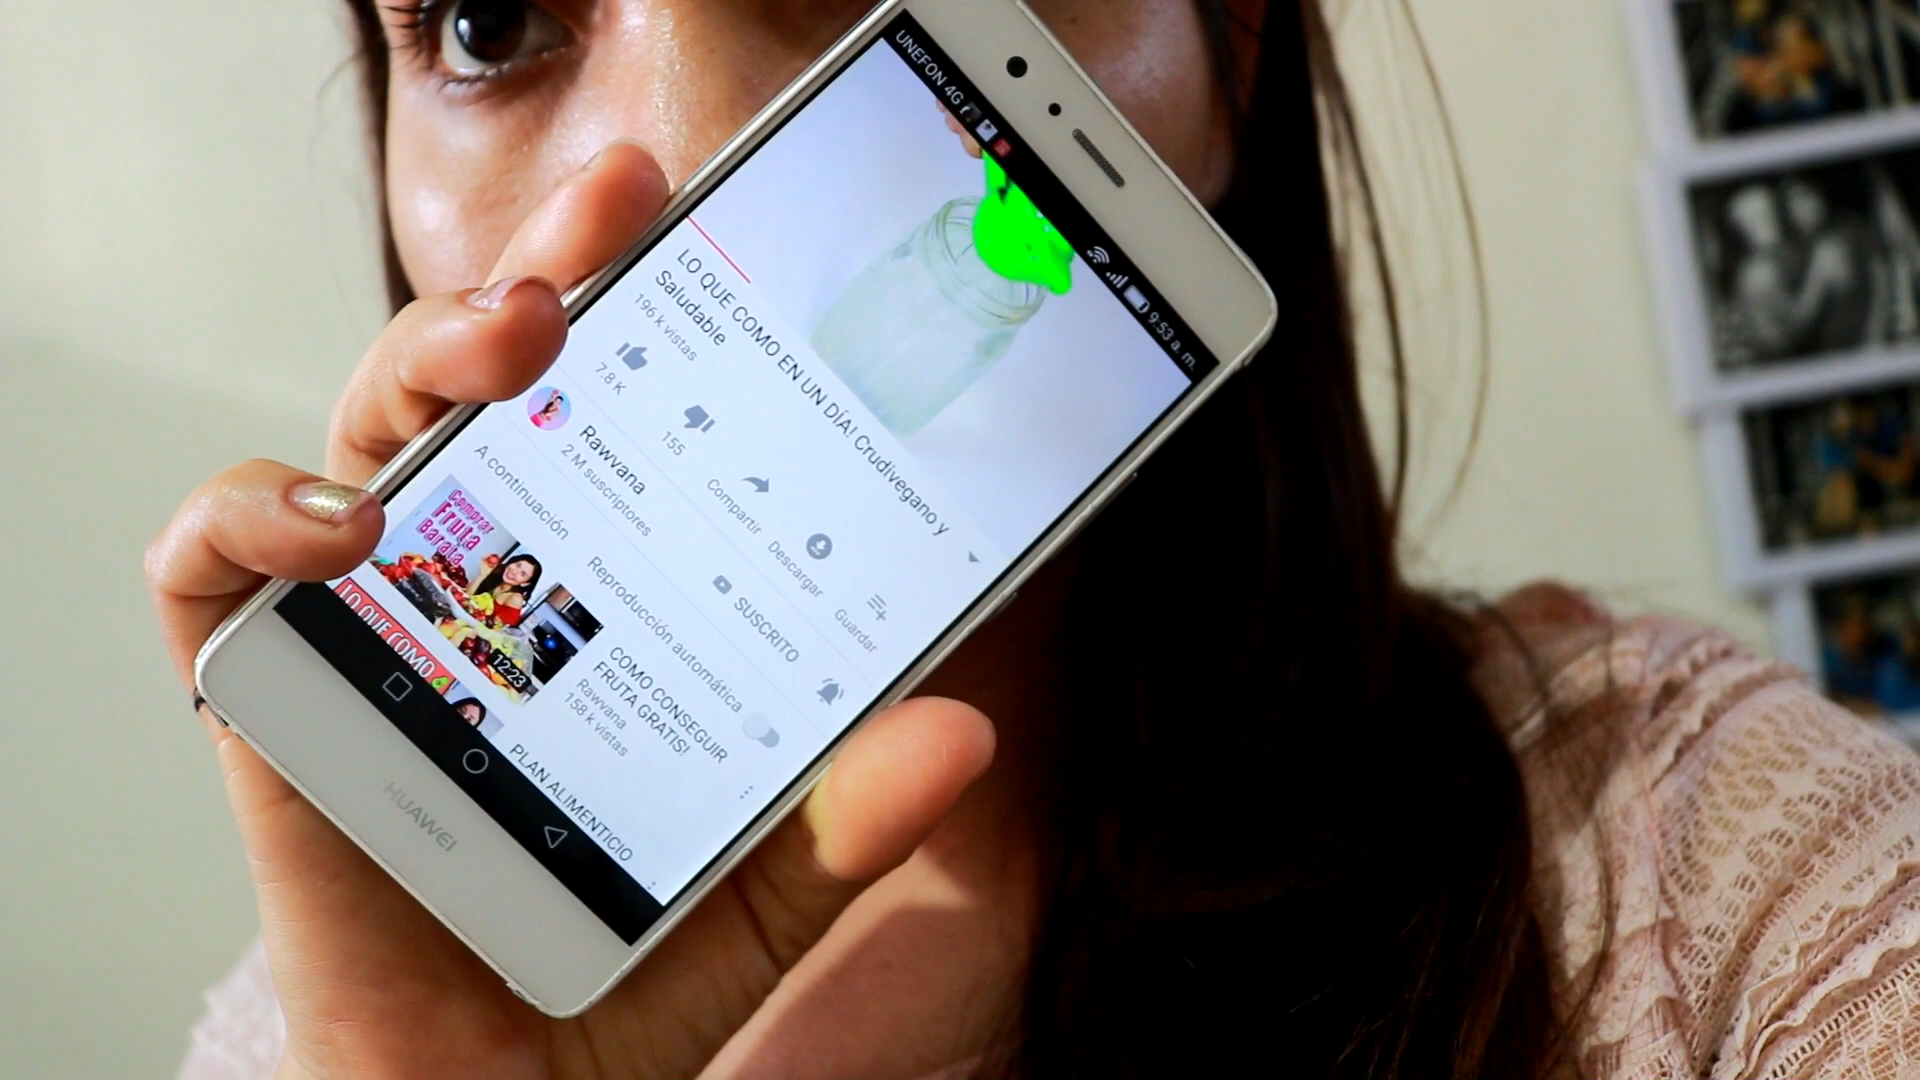 UNEFON 4G
9:53 a. m.
LO QUE COMO EN UN DÍA! Crudivegano y
Saludable
196 k vistas
7.8 K
155
Compartir
Descargar
Guardar
Rawvana
2 M suscriptores
SUSCRITO
A continuación
Reproducción automática
Comprar
Fruta
Barata
12:23
COMO CONSEGUIR
FRUTA GRATIS!
Rawvana
158 k vistas
LO QUE COMO
PLAN ALIMENTICIO
HUAWEI